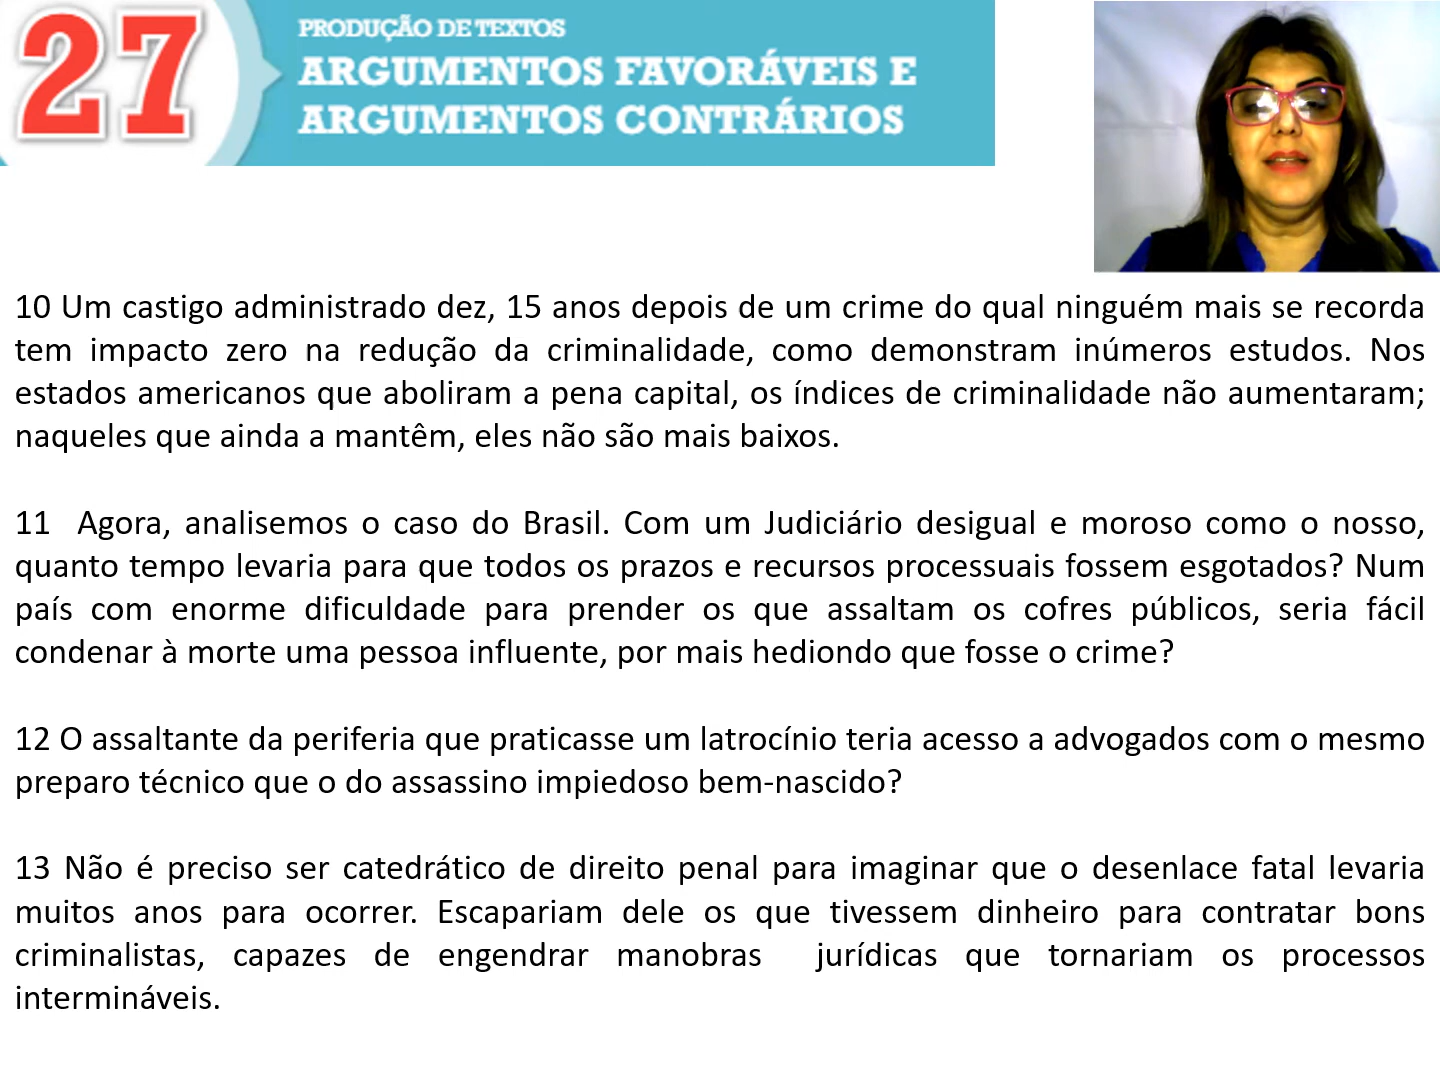 27
PRODUÇÃO DE TEXTOS
ARGUMENTOS FAVORÁVEIS E
ARGUMENTOS CONTRÁRIOS
10 Um castigo administrado dez, 15 anos depois de um crime do qual ninguém mais se recorda
tem impacto zero na redução da criminalidade, como demonstram inúmeros estudos. Nos
estados americanos que aboliram a pena capital, os índices de criminalidade não aumentaram;
naqueles que ainda a mantêm, eles não são mais baixos.
11 Agora, analisemos o caso do Brasil. Com um Judiciário desigual e moroso como o nosso,
quanto tempo levaria para que todos os prazos e recursos processuais fossem esgotados? Num
país com enorme dificuldade para prender os que assaltam os cofres públicos, seria fácil
condenar à morte uma pessoa influente, por mais hediondo que fosse o crime?
12 O assaltante da periferia que praticasse um latrocínio teria acesso a advogados com o mesmo
preparo técnico que o do assassino impiedoso bem-nascido?
13 Não é preciso ser catedrático de direito penal para imaginar que o desenlace fatal levaria
muitos anos para ocorrer. Escapariam dele os que tivessem dinheiro para contratar bons
criminalistas, capazes de engendrar manobras jurídicas que tornariam os processos
intermináveis.